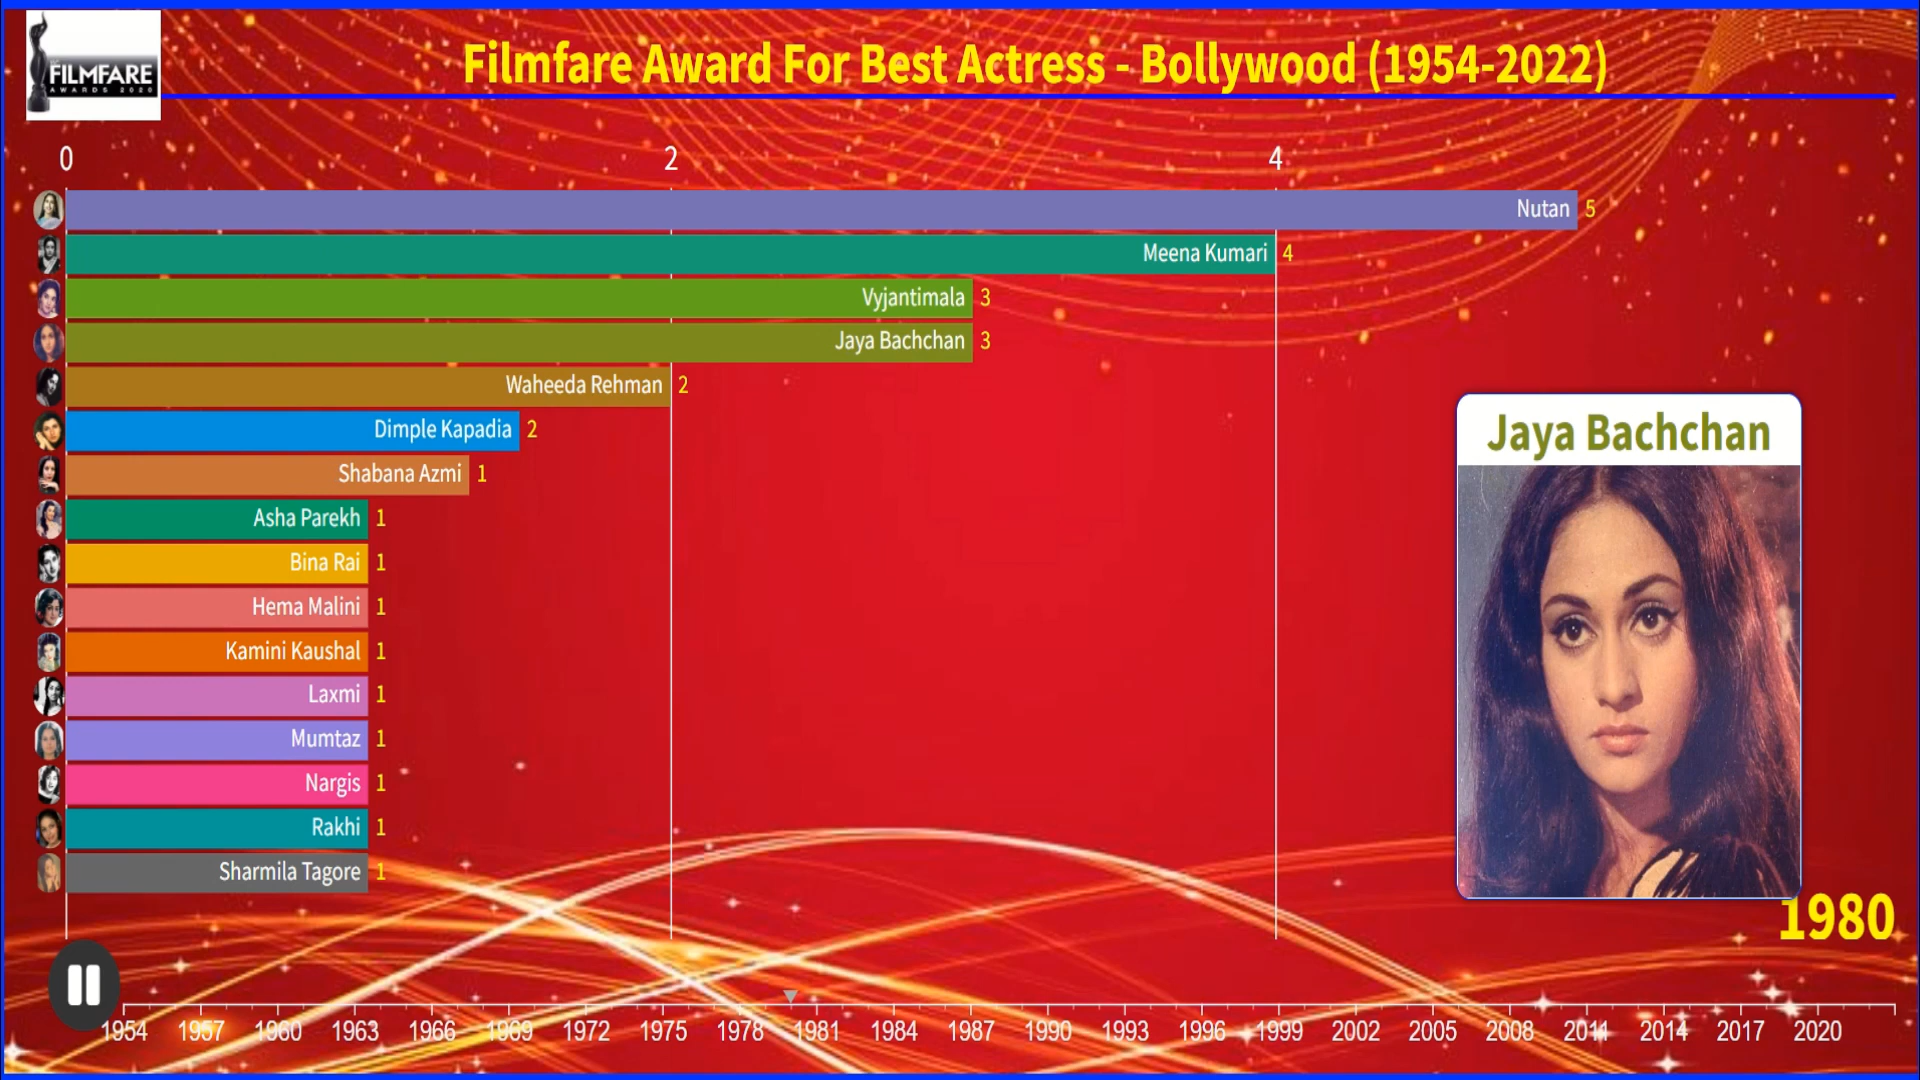 FILMFARE
AWARDS 2020
Filmfare Award For Best Actress - Bollywood (1954-2022)
0 2 4
Nutan 5
Meena Kumari 4
Vyjantimala 3
Jaya Bachchan 3
Waheeda Rehman 2
Dimple Kapadia 2
Shabana Azmi 1
Asha Parekh 1
Bina Rai 1
Hema Malini 1
Kamini Kaushal 1
Laxmi 1
Mumtaz 1
Nargis 1
Rakhi 1
Sharmila Tagore 1
Jaya Bachchan
1980
1954 1957 1960 1963 1966 1969 1972 1975 1978 1981 1984 1987 1990 1993 1996 1999 2002 2005 2008 2011 2014 2017 2020